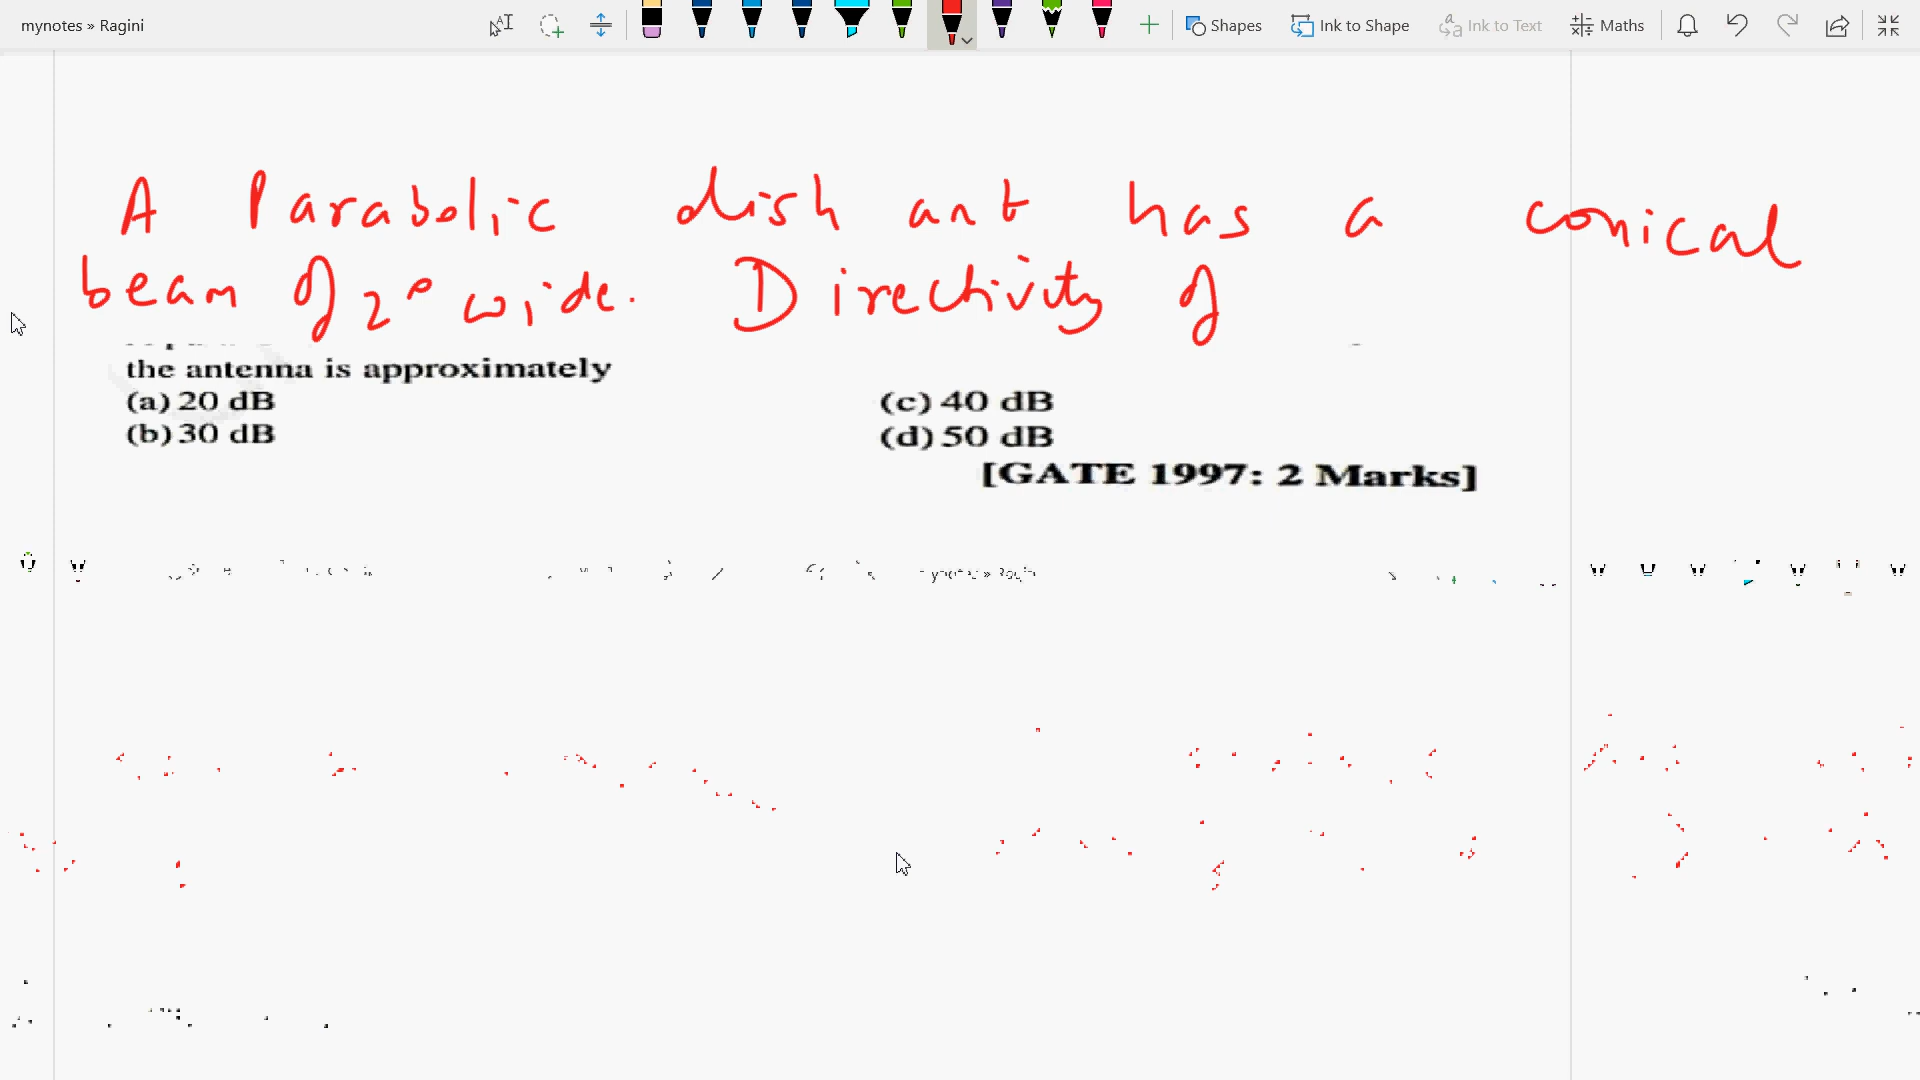 mynotes » Ragini
Shapes
Ink to Shape
Ink to Text
Maths
A Parabolic dish ant has a conical
beam of 2° wide. Directivity of
the antenna is approximately
(a) 20 dB
(c) 40 dB
(b) 30 dB
(d) 50 dB
[GATE 1997: 2 Marks]